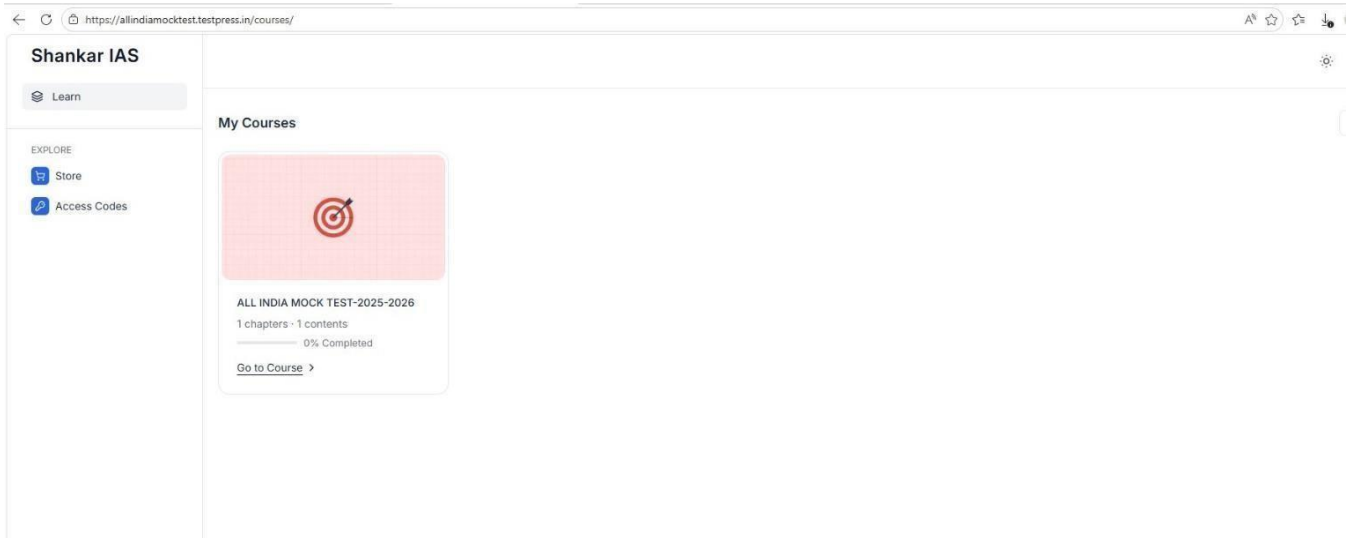 https://allindiamocktest.testpress.in/courses/
Shankar IAS
Learn
My Courses
EXPLORE
Store
Access Codes
ALL INDIA MOCK TEST-2025-2026
1 chapters · 1 contents
0% Completed
Go to Course >